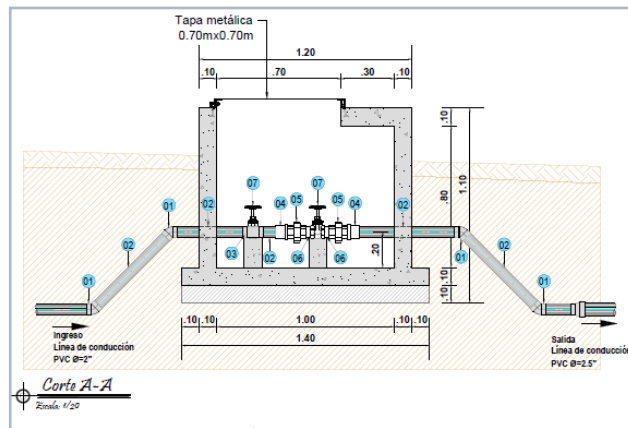 Tapa metálica
0.70mx0.70m
1.20
.10 .70 .30 .10
.10
.80
1.10
07 07
01 02 05 05 02
04 04
02 03 02 06 06 .20 01 02
01 01
.10
.10
.10 .10 1.00 .10 .10
1.40
Ingreso
Línea de conducción
PVC Ø=2"
Salida
Línea de conducción
PVC Ø=2.5"
Corte A-A
Escala: 1/20